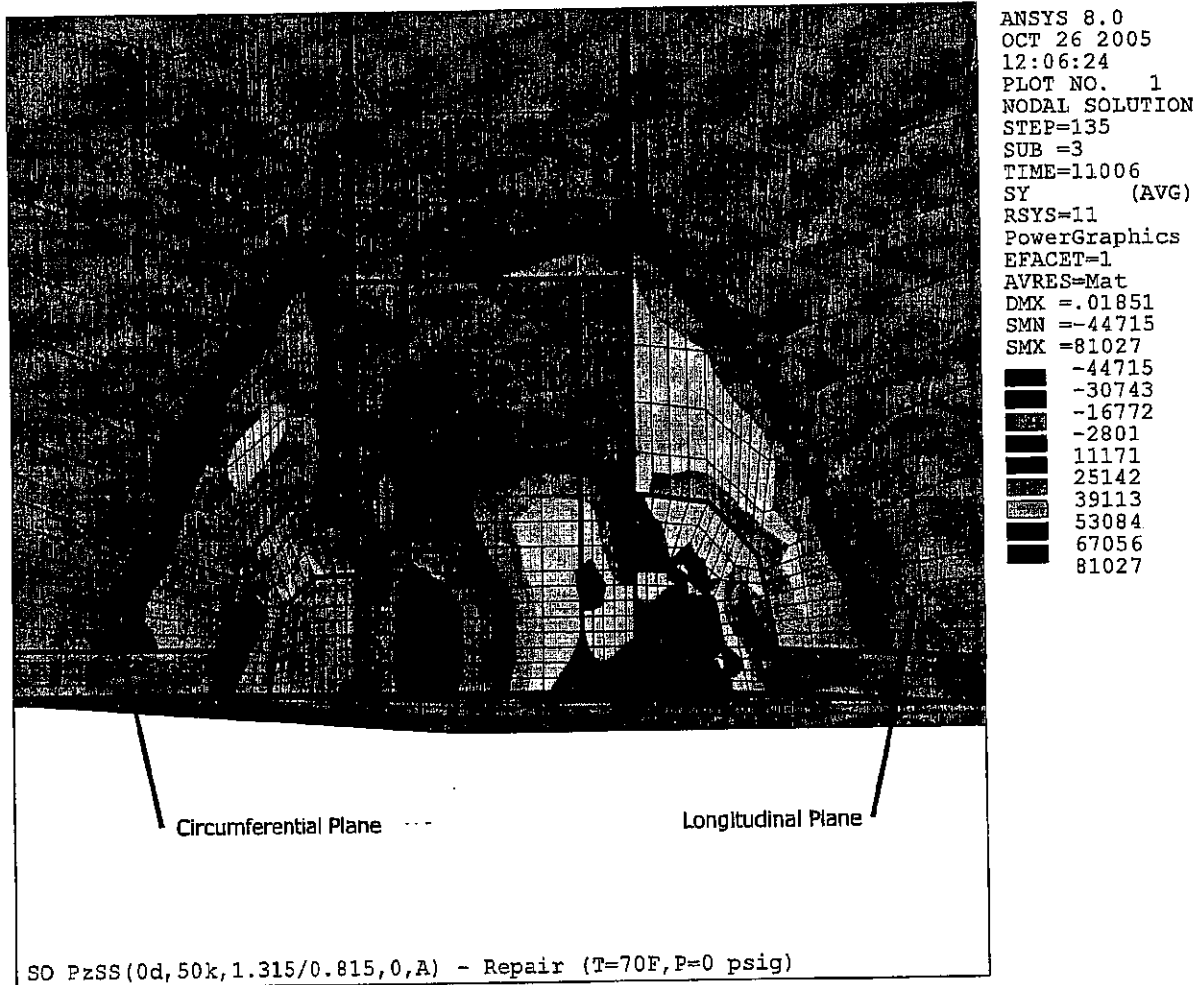 ANSYS 8.0
OCT 26 2005
12:06:24
PLOT NO. 1
NODAL SOLUTION
STEP=135
SUB =3
TIME=11006
SY (AVG)
RSYS=11
PowerGraphics
EFACET=1
AVRES=Mat
DMX =.01851
SMN =-44715
SMX =81027
-44715
-30743
-16772
-2801
11171
25142
39113
53084
67056
81027
Circumferential Plane
Longitudinal Plane
SO PzSS(0d,50k,1.315/0.815,0,A) - Repair (T=70F,P=0 psig)